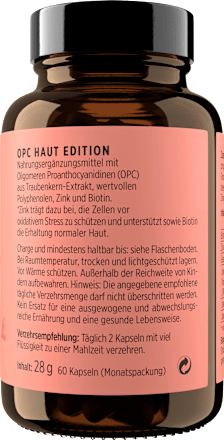 OPC HAUT EDITION
Nahrungsergänzungsmittel mit
Oligomeren Proanthocyanidinen (OPC)
aus Traubenkern-Extrakt, wertvollen
Polyphenolen, Zink und Biotin.
*Zink trägt dazu bei, die Zellen vor
oxidativem Stress zu schützen und unterstützt sowie Biotin
die Erhaltung normaler Haut.
Charge und mindestens haltbar bis: siehe Flaschenboden.
Bei Raumtemperatur, trocken und lichtgeschützt lagern.
Vor Wärme schützen. Außerhalb der Reichweite von Kin-
dern aufbewahren. Hinweis: Die angegebene empfohlene
tägliche Verzehrsmenge darf nicht überschritten werden.
Kein Ersatz für eine ausgewogene und abwechslungs-
reiche Ernährung und eine gesunde Lebensweise.
Verzehrsempfehlung: Täglich 2 Kapseln mit viel
Flüssigkeit zu einer Mahlzeit verzehren.
Inhalt: 28 g 60 Kapseln (Monatspackung)